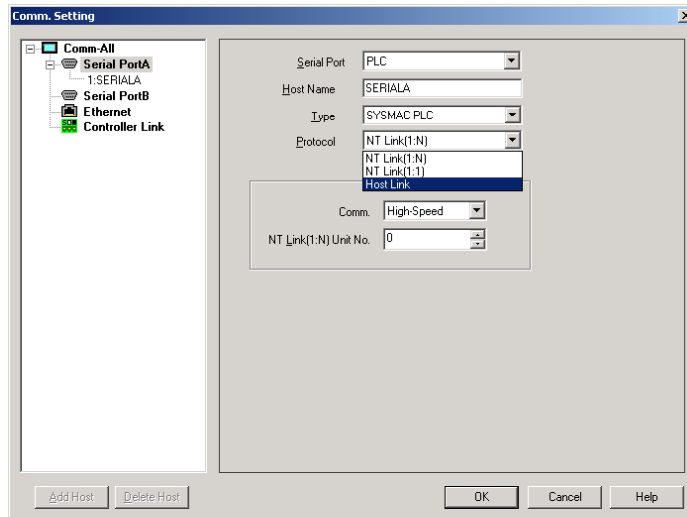 Comm. Setting
Comm-All
Serial PortA
1:SERIALA
Serial PortB
Ethernet
Controller Link
Serial Port PLC
Host Name SERIALA
Type SYSMAC PLC
Protocol NT Link(1:N)
NT Link(1:N)
NT Link(1:1)
Host Link
Comm. High-Speed
NT Link(1:N) Unit No. 0
Add Host Delete Host OK Cancel Help